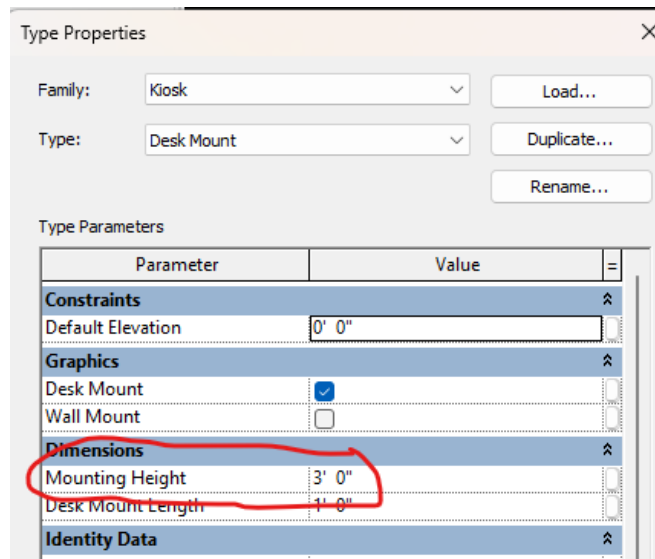 Type Properties
Family: Kiosk Load...
Type: Desk Mount Duplicate...
Rename...
Type Parameters
Parameter Value =
Constraints
Default Elevation 0' 0"
Graphics
Desk Mount
Wall Mount
Dimensions
Mounting Height 3' 0"
Desk Mount Length 1' 0"
Identity Data